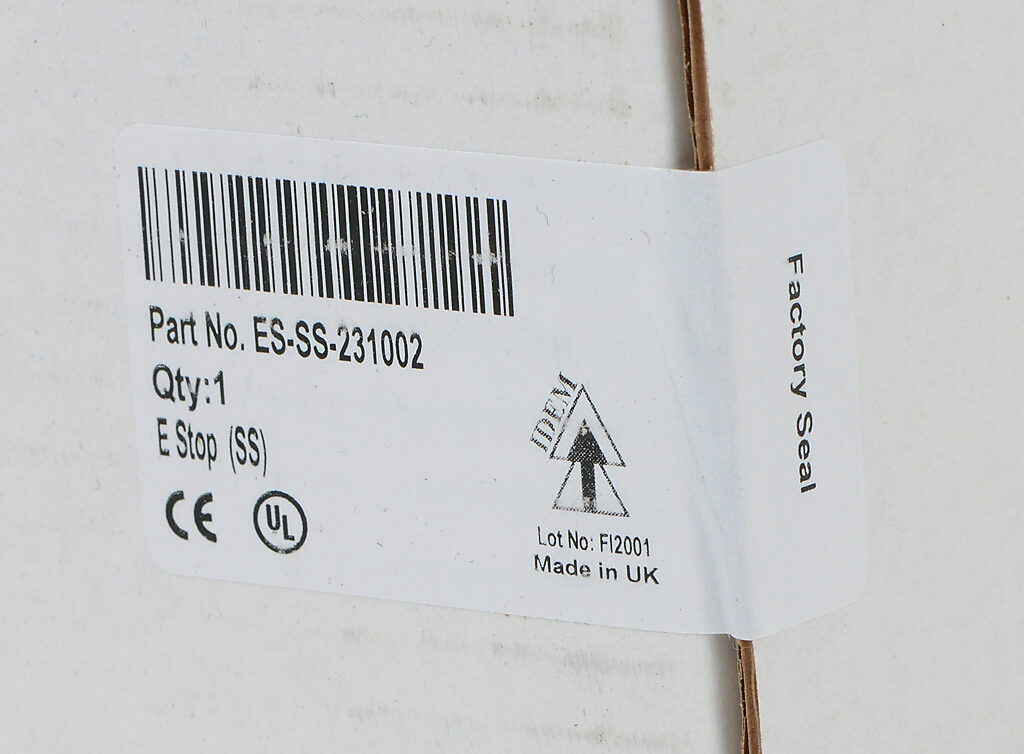 Part No. ES-SS-231002
Qty:1
E Stop (SS)
CE
UL
IDEM
Lot No: FI2001
Made in UK
Factory Seal